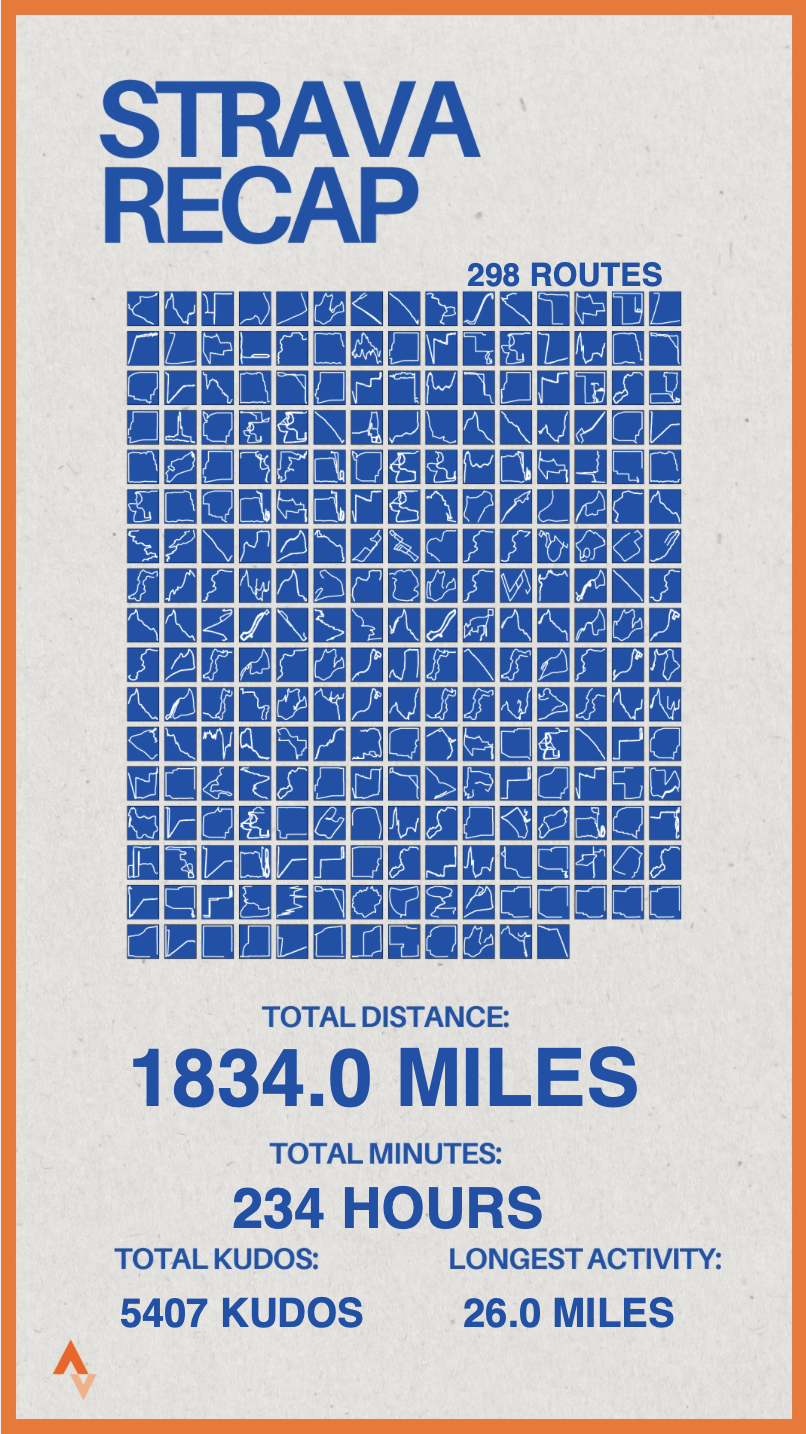 STRAVA
RECAP
298 ROUTES
TOTAL DISTANCE:
1834.0 MILES
TOTAL MINUTES:
234 HOURS
TOTAL KUDOS:
LONGEST ACTIVITY:
5407 KUDOS
26.0 MILES